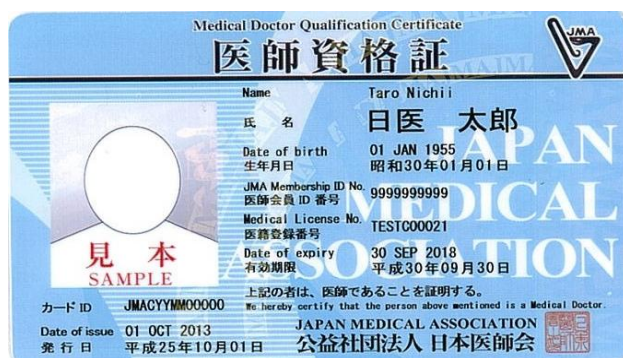 Medical Doctor Qualification Certificate
医師資格証
JMA
Name Taro Nichii
氏 名 日医 太郎
Date of birth 01 JAN 1955
生年月日 昭和30年01月01日
JMA Membership ID No. 9999999999
医師会員 ID 番号
Medical License No. TESTC00021
医籍登録番号
Date of expiry 30 SEP 2018
有効期限 平成30年09月30日
JAPAN
MEDICAL
ASSOCIATION
見 本
SAMPLE
上記の者は、医師であることを証明する。
We hereby certify that the person above mentioned is a Medical Doctor.
カード ID JMACYYMM00000
Date of issue 01 OCT 2013
発 行 日 平成25年10月01日
JAPAN MEDICAL ASSOCIATION
公益社団法人 日本医師会